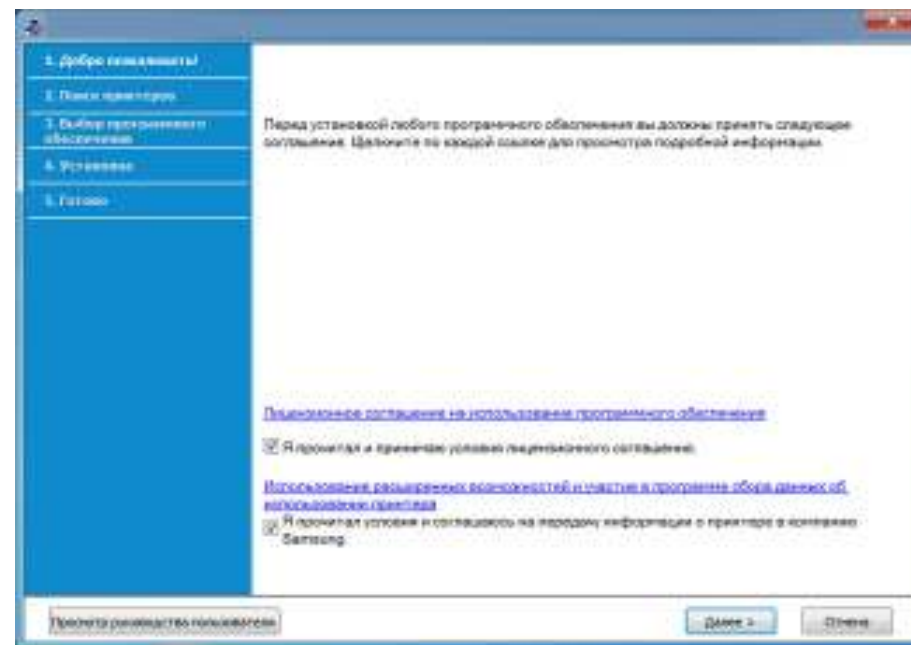 1. Добро пожаловать!
2. Поиск принтеров
3. Выбор программного
обеспечения
4. Установка
5. Готово
Перед установкой любого программного обеспечения вы должны принять следующее
соглашение. Щелкните по каждой ссылке для просмотра подробной информации.
Лицензионное соглашение на использование программного обеспечения
Я прочитал и принимаю условия лицензионного соглашения.
Использование расширенных возможностей и участие в программе сбора данных об
использовании принтера
Я прочитал условия и соглашаюсь на передачу информации о принтере в компанию
Samsung.
Просмотр руководства пользователя
Далее >
Отмена